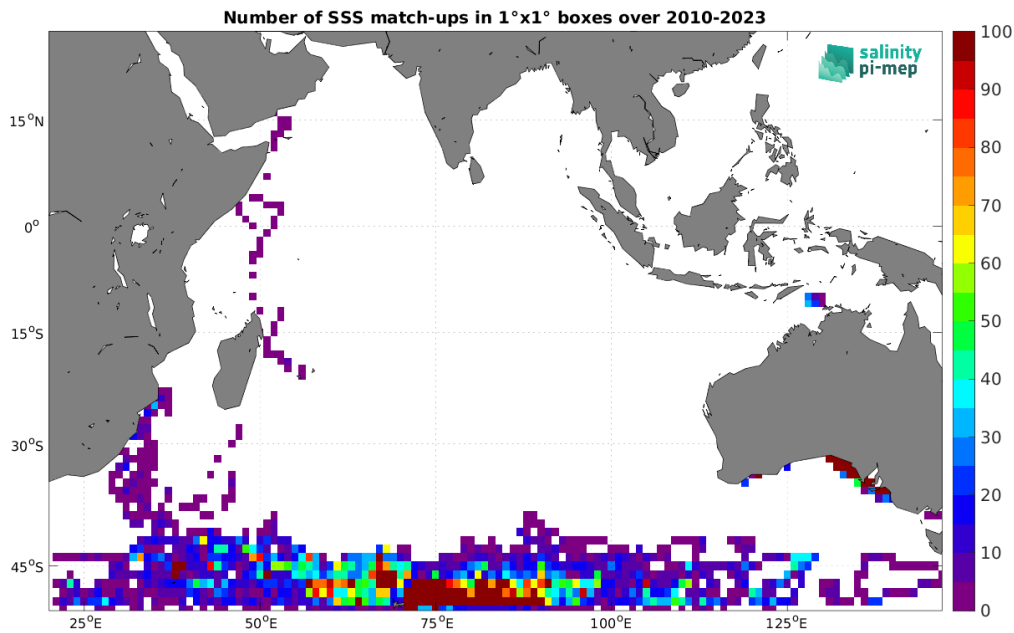 Number of SSS match-ups in 1°x1° boxes over 2010-2023
salinity
pi-mep
15°N
0°
15°S
30°S
45°S
25°E
50°E
75°E
100°E
125°E
100
90
80
70
60
50
40
30
20
10
0